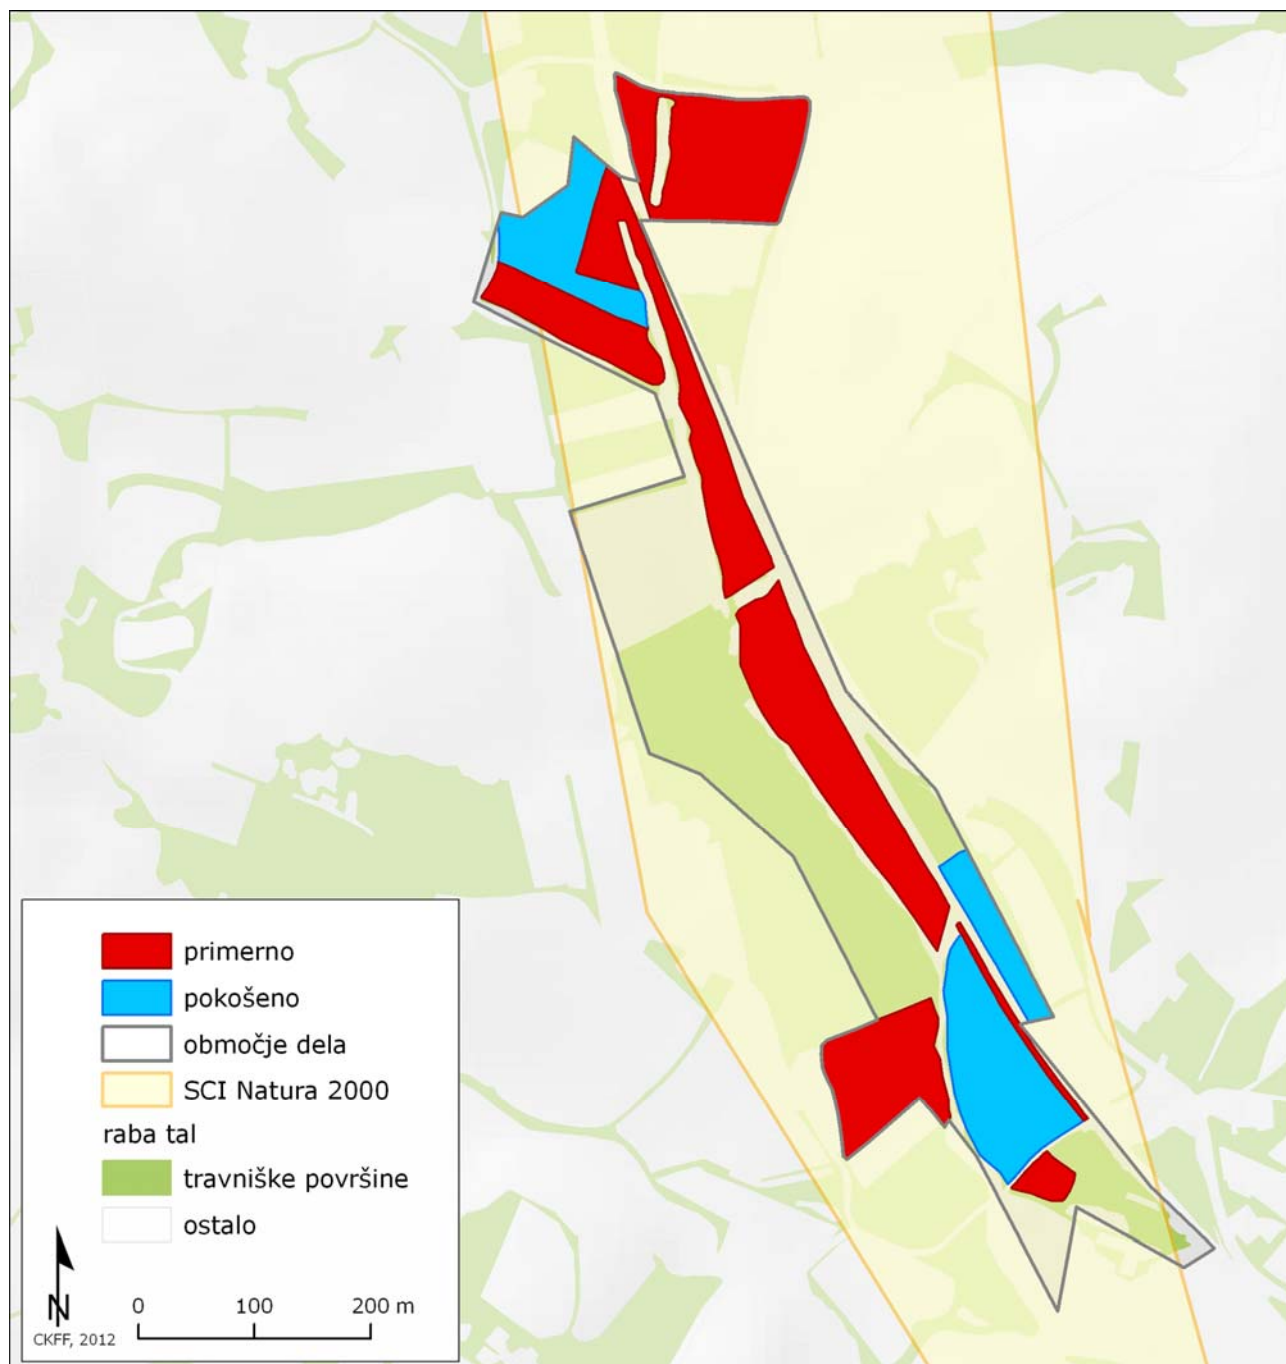 primerno
pokošeno
območje dela
SCI Natura 2000
raba tal
travniške površine
ostalo
N
0 100 200 m
CKFF, 2012